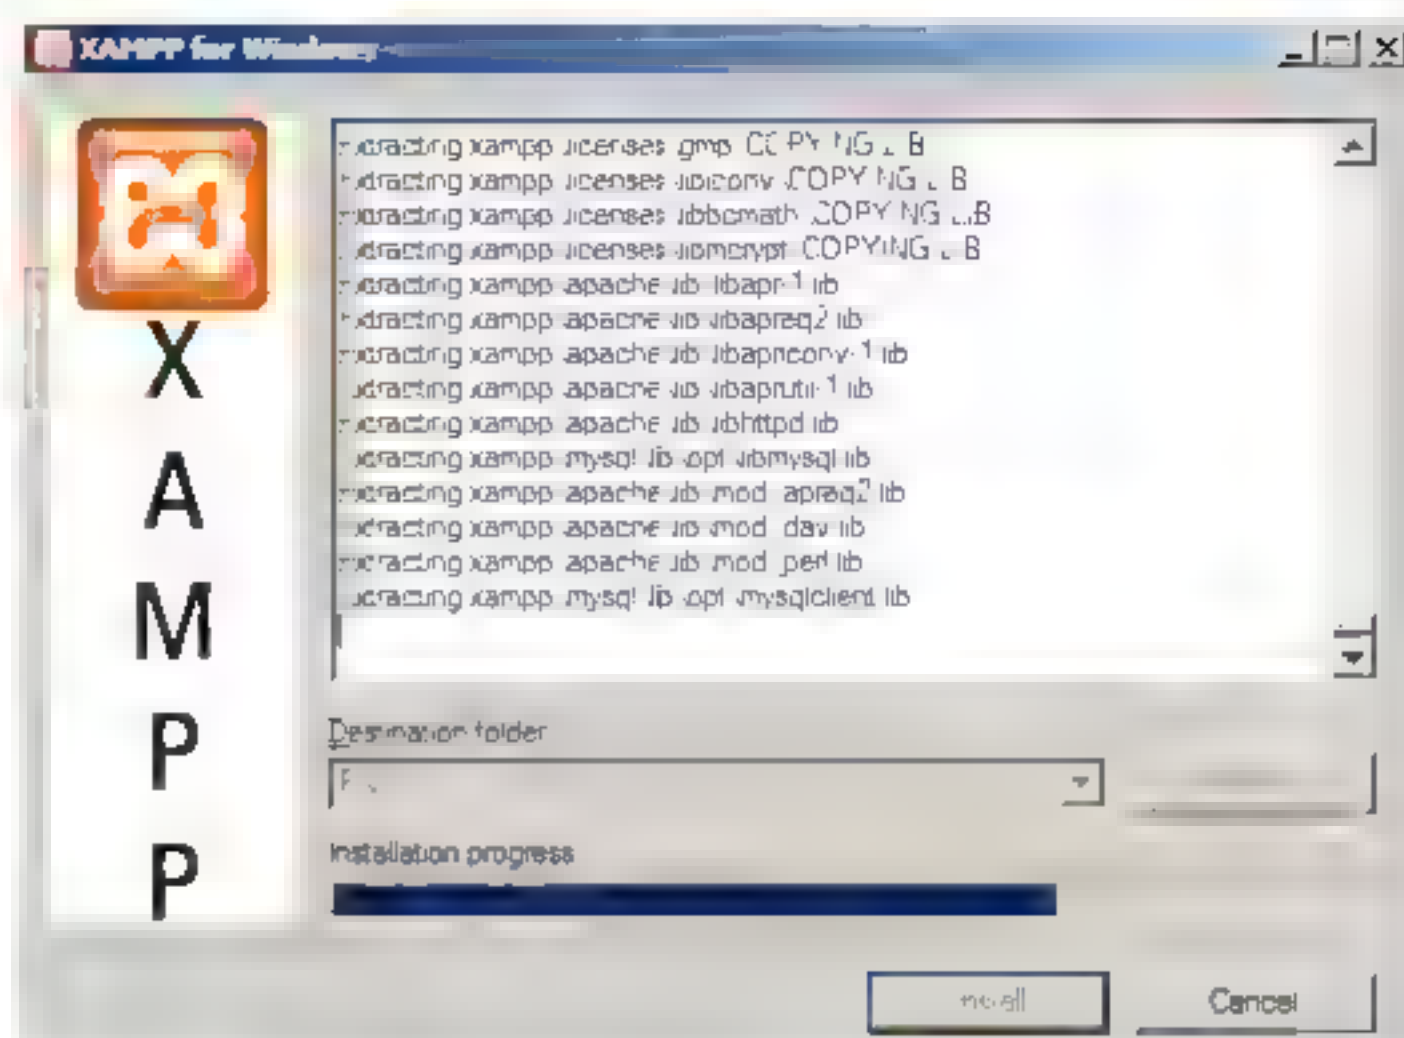 XAMPP for Windows
Extracting xampp\licenses\gmp\COPYING.LIB
Extracting xampp\licenses\libiconv\COPYING.LIB
Extracting xampp\licenses\libbcmath\COPYING.LIB
Extracting xampp\licenses\libmcrypt\COPYING.LIB
Extracting xampp\apache\lib\libapr-1.lib
Extracting xampp\apache\lib\libapreq2.lib
Extracting xampp\apache\lib\libapriconv-1.lib
Extracting xampp\apache\lib\libaprutil-1.lib
Extracting xampp\apache\lib\libhttpd.lib
Extracting xampp\mysql\lib\opt\libmysql.lib
Extracting xampp\apache\lib\mod_apreq2.lib
Extracting xampp\apache\lib\mod_dav.lib
Extracting xampp\apache\lib\mod_perl.lib
Extracting xampp\mysql\lib\opt\mysqlclient.lib
X
A
M
P
P
Destination folder
Installation progress
Install
Cancel